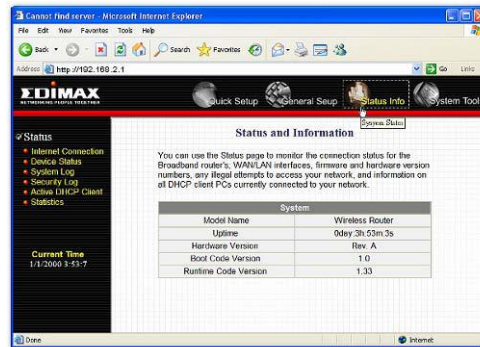 Cannot find server - Microsoft Internet Explorer
File Edit View Favorites Tools Help
Back Search Favorites
Address http://192.168.2.1 Go Links
EDIMAX
NETWORKING PEOPLE TOGETHER
Quick Setup General Seup Status Info System Tool
Sysyem Status
Status
Internet Connection
Device Status
System Log
Security Log
Active DHCP Client
Statistics
Current Time
1/1/2000 3:53:7
Status and Information
You can use the Status page to monitor the connection status for the
Broadband router's, WAN/LAN interfaces, firmware and hardware version
numbers, any illegal attempts to access your network, and information on
all DHCP client PCs currently connected to your network.
System
Model Name Wireless Router
Uptime 0day:3h:53m:3s
Hardware Version Rev. A
Boot Code Version 1.0
Runtime Code Version 1.33
Done Internet